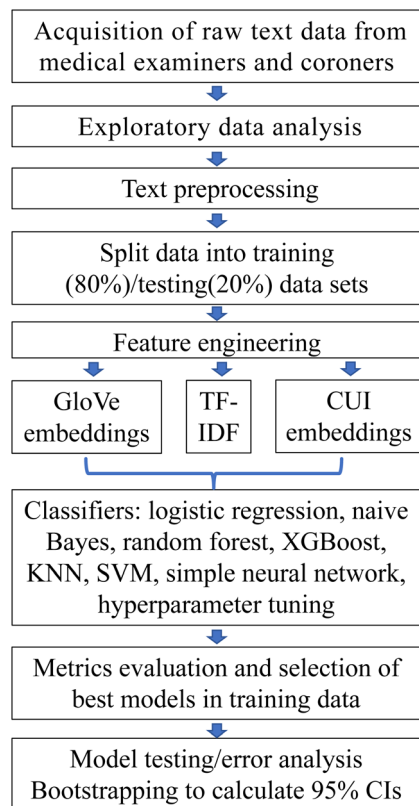 Acquisition of raw text data from
medical examiners and coroners
Exploratory data analysis
Text preprocessing
Split data into training
(80%)/testing(20%) data sets
Feature engineering
GloVe
embeddings
TF-
IDF
CUI
embeddings
Classifiers: logistic regression, naive
Bayes, random forest, XGBoost,
KNN, SVM, simple neural network,
hyperparameter tuning
Metrics evaluation and selection of
best models in training data
Model testing/error analysis
Bootstrapping to calculate 95% CIs